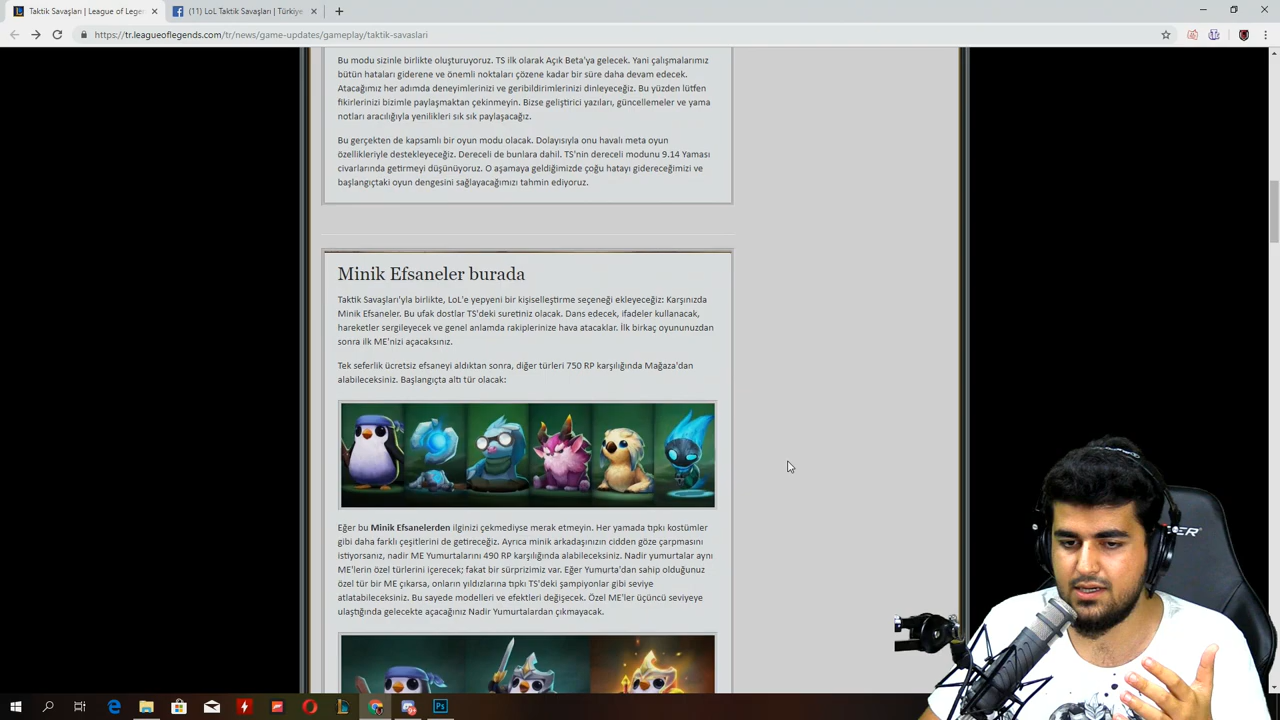 Taktik Savaşları | League of Lege
(11) LoL Taktik Savaşları | Türkiye
https://tr.leagueoflegends.com/tr/news/game-updates/gameplay/taktik-savaslari
Bu modu sizinle birlikte oluşturuyoruz. TS ilk olarak Açık Beta'ya gelecek. Yani çalışmalarımız
bütün hataları giderene ve önemli noktaları çözene kadar bir süre daha devam edecek.
Atacağımız her adımda deneyimlerinizi ve geribildirimlerinizi dinleyeceğiz. Bu yüzden lütfen
fikirlerinizi bizimle paylaşmaktan çekinmeyin. Bizse geliştirici yazıları, güncellemeler ve yama
notları aracılığıyla yenilikleri sık sık paylaşacağız.
Bu gerçekten de kapsamlı bir oyun modu olacak. Dolayısıyla onu havalı meta oyun
özellikleriyle destekleyeceğiz. Dereceli de bunlara dahil. TS'nin dereceli modunu 9.14 Yaması
civarlarında getirmeyi düşünüyoruz. O aşamaya geldiğimizde çoğu hatayı gidereceğimizi ve
başlangıçtaki oyun dengesini sağlayacağımızı tahmin ediyoruz.
Minik Efsaneler burada
Taktik Savaşları'yla birlikte, LoL'e yepyeni bir kişiselleştirme seçeneği ekleyeceğiz: Karşınızda
Minik Efsaneler. Bu ufak dostlar TS'deki suretiniz olacak. Dans edecek, ifadeler kullanacak,
hareketler sergileyecek ve genel anlamda rakiplerinize hava atacaklar. İlk birkaç oyununuzdan
sonra ilk ME'nizi açacaksınız.
Tek seferlik ücretsiz efsaneyi aldıktan sonra, diğer türleri 750 RP karşılığında Mağaza'dan
alabileceksiniz. Başlangıçta altı tür olacak:
Eğer bu Minik Efsanelerden ilginizi çekmediyse merak etmeyin. Her yamada tıpkı kostümler
gibi daha farklı çeşitlerini de getireceğiz. Ayrıca minik arkadaşınızın cidden göze çarpmasını
istiyorsanız, nadir ME Yumurtalarını 490 RP karşılığında alabileceksiniz. Nadir yumurtalar aynı
ME'lerin özel türlerini içerecek; fakat bir sürprizimiz var. Eğer Yumurta'dan sahip olduğunuz
özel tür bir ME çıkarsa, onların yıldızlarına tıpkı TS'deki şampiyonlar gibi seviye
atlatabileceksiniz. Bu sayede modelleri ve efektleri değişecek. Özel ME'ler üçüncü seviyeye
ulaştığında gelecekte açacağınız Nadir Yumurtalardan çıkmayacak.